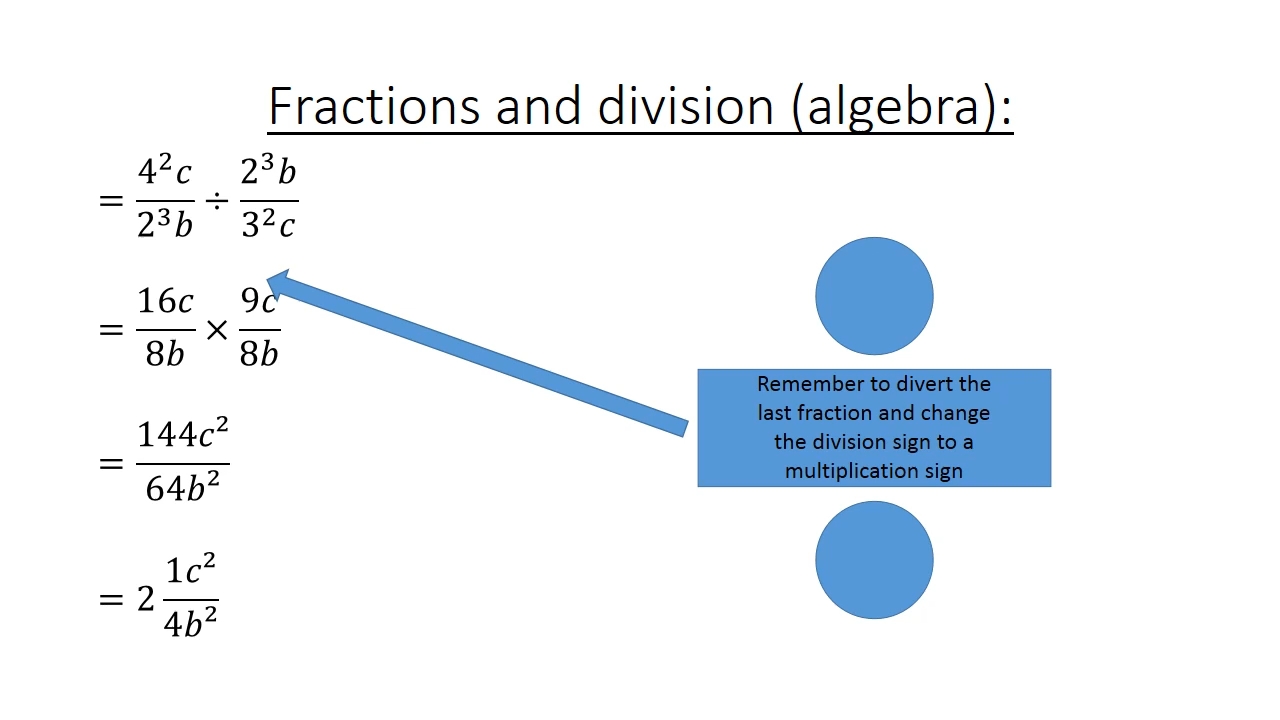 Fractions and division (algebra):
= 4²c/2³b ÷ 2³b/3²c
= 16c/8b × 9c/8b
= 144c²/64b²
= 2 1c²/4b²
Remember to divert the
last fraction and change
the division sign to a
multiplication sign